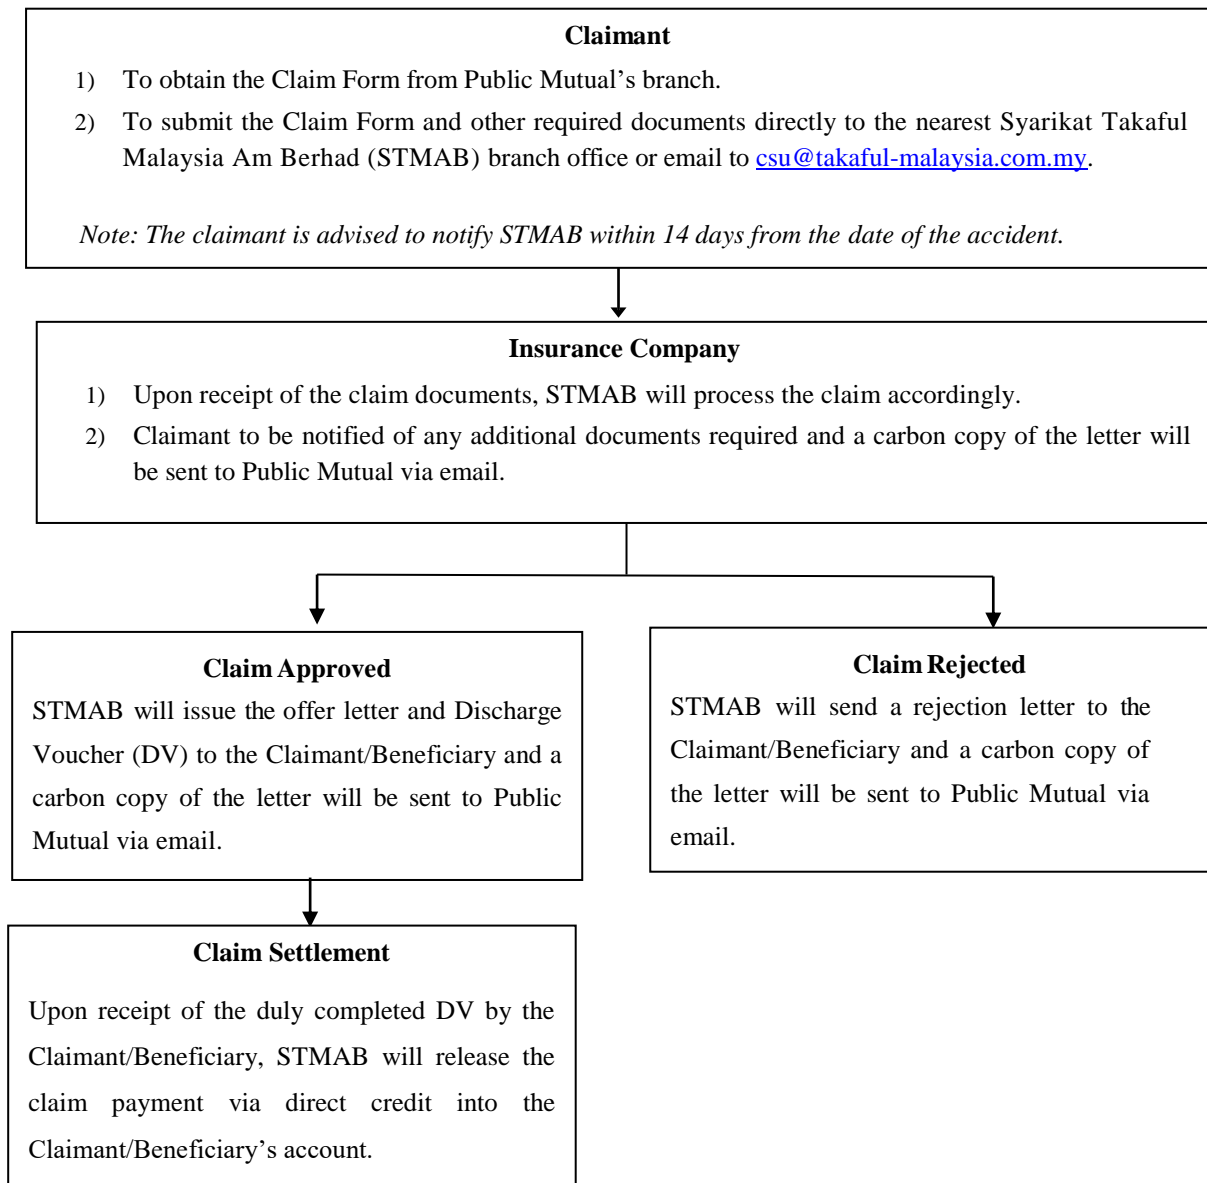 Claimant
1) To obtain the Claim Form from Public Mutual’s branch.
2) To submit the Claim Form and other required documents directly to the nearest Syarikat Takaful
Malaysia Am Berhad (STMAB) branch office or email to csu@takaful-malaysia.com.my.
Note: The claimant is advised to notify STMAB within 14 days from the date of the accident.
Insurance Company
1) Upon receipt of the claim documents, STMAB will process the claim accordingly.
2) Claimant to be notified of any additional documents required and a carbon copy of the letter will
be sent to Public Mutual via email.
Claim Approved
STMAB will issue the offer letter and Discharge
Voucher (DV) to the Claimant/Beneficiary and a
carbon copy of the letter will be sent to Public
Mutual via email.
Claim Rejected
STMAB will send a rejection letter to the
Claimant/Beneficiary and a carbon copy of
the letter will be sent to Public Mutual via
email.
Claim Settlement
Upon receipt of the duly completed DV by the
Claimant/Beneficiary, STMAB will release the
claim payment via direct credit into the
Claimant/Beneficiary’s account.